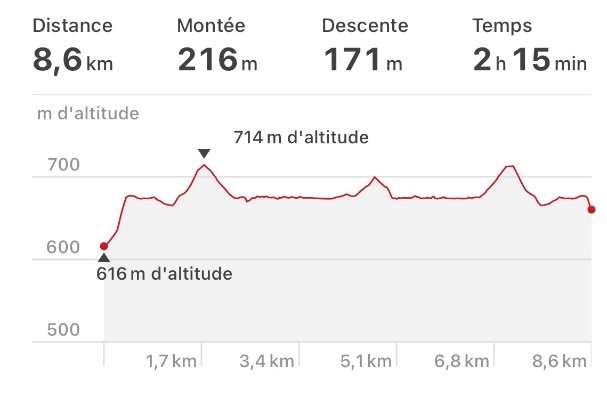 Distance Montée Descente Temps
8,6 km 216 m 171 m 2 h 15 min
m d'altitude
714 m d'altitude
700
600
616 m d'altitude
500
1,7 km 3,4 km 5,1 km 6,8 km 8,6 km